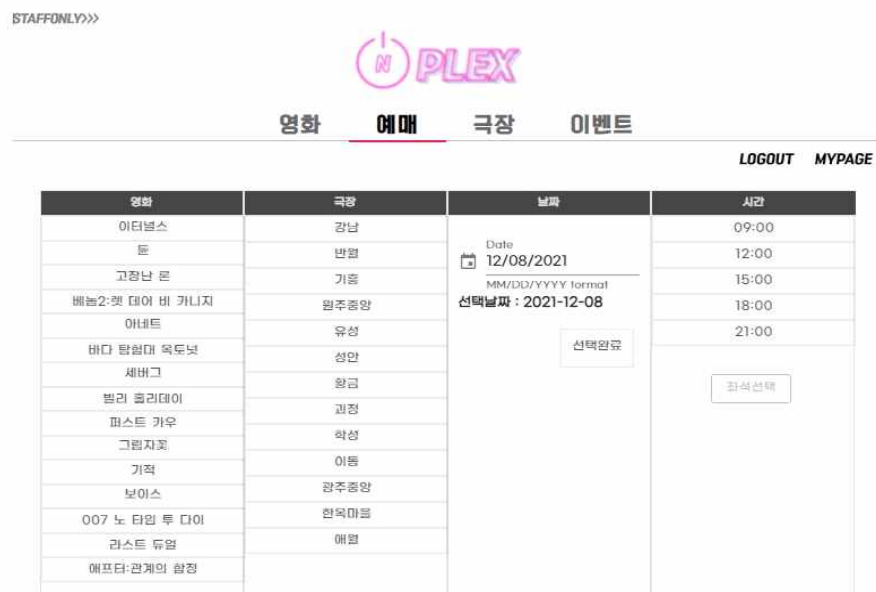 STAFFONLY>>>
N PLEX
영화 예매 극장 이벤트
LOGOUT MYPAGE
영화 극장 날짜 시간
이터널스
듄
고장난 론
베놈2:렛 데어 비 카니지
아네트
바다 탐험대 옥토넛
세버그
빌리 홀리데이
퍼스트 카우
그림자꽃
기적
보이스
007 노 타임 투 다이
라스트 듀얼
애프터:관계의 함정
강남
반월
기흥
원주중앙
유성
성안
황금
괴정
학성
이동
광주중앙
한옥마을
애월
Date
12/08/2021
MM/DD/YYYY format
선택날짜 : 2021-12-08
선택완료
09:00
12:00
15:00
18:00
21:00
좌석선택